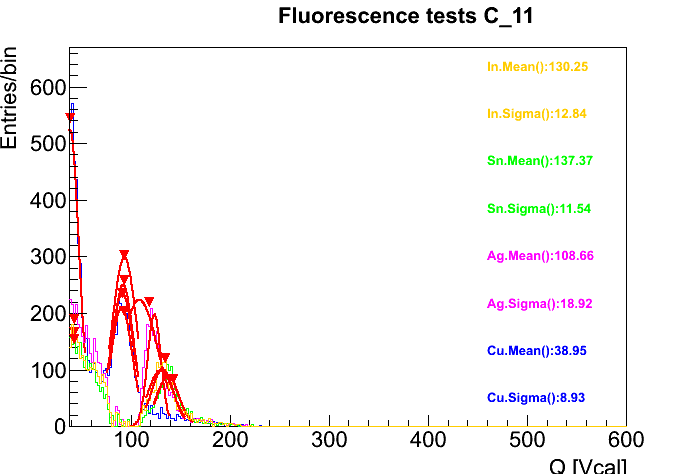 Fluorescence tests C_11
Entries/bin
600
500
400
300
200
100
0
In.Mean():130.25
In.Sigma():12.84
Sn.Mean():137.37
Sn.Sigma():11.54
Ag.Mean():108.66
Ag.Sigma():18.92
Cu.Mean():38.95
Cu.Sigma():8.93
100 200 300 400 500 600
Q [Vcal]